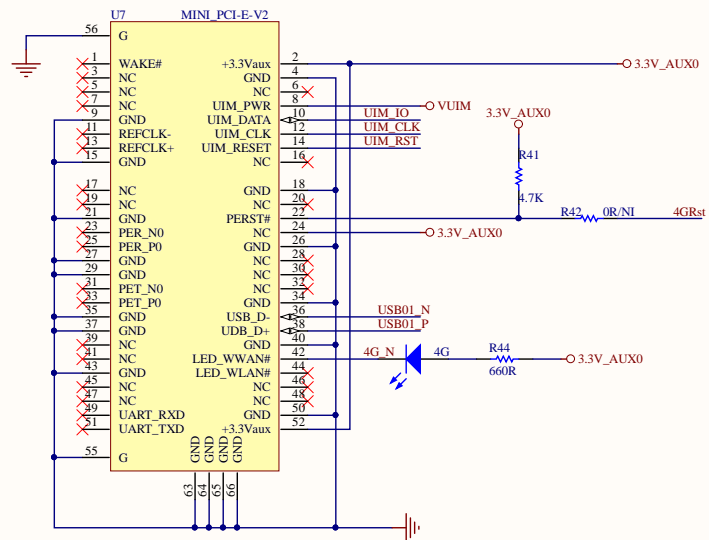 U7 MINI_PCI-E-V2
56 G
1 WAKE# +3.3Vaux 2 3.3V_AUX0
3 NC GND 4
5 NC NC 6
7 NC UIM_PWR 8 VUIM
9 GND UIM_DATA 10 UIM_IO
11 REFCLK- UIM_CLK 12 UIM_CLK
13 REFCLK+ UIM_RESET 14 UIM_RST
15 GND NC 16
3.3V_AUX0
R41
4.7K
17 NC GND 18
19 NC NC 20
21 GND PERST# 22 R42 0R/NI 4GRst
23 PER_N0 NC 24 3.3V_AUX0
25 PER_P0 GND 26
27 GND NC 28
29 GND NC 30
31 PET_N0 NC 32
33 PET_P0 GND 34
35 GND USB_D- 36 USB01_N
37 GND UDB_D+ 38 USB01_P
39 NC GND 40
41 NC LED_WWAN# 42 4G_N 4G R44 660R 3.3V_AUX0
43 GND LED_WLAN# 44
45 NC NC 46
47 NC NC 48
49 UART_RXD GND 50
51 UART_TXD +3.3Vaux 52
55 G
GND GND GND GND
63 64 65 66